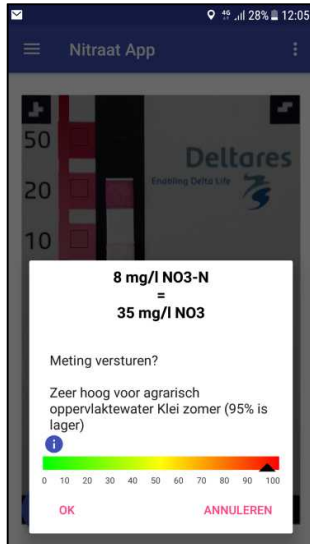 4G 28% 12:05
Nitraat App
50
Deltares
Enabling Delta Life
20
10
8 mg/l NO3-N
=
35 mg/l NO3
Meting versturen?
Zeer hoog voor agrarisch
oppervlaktewater Klei zomer (95% is
lager)
i
0 10 20 30 40 50 60 70 80 90 100
OK ANNULEREN